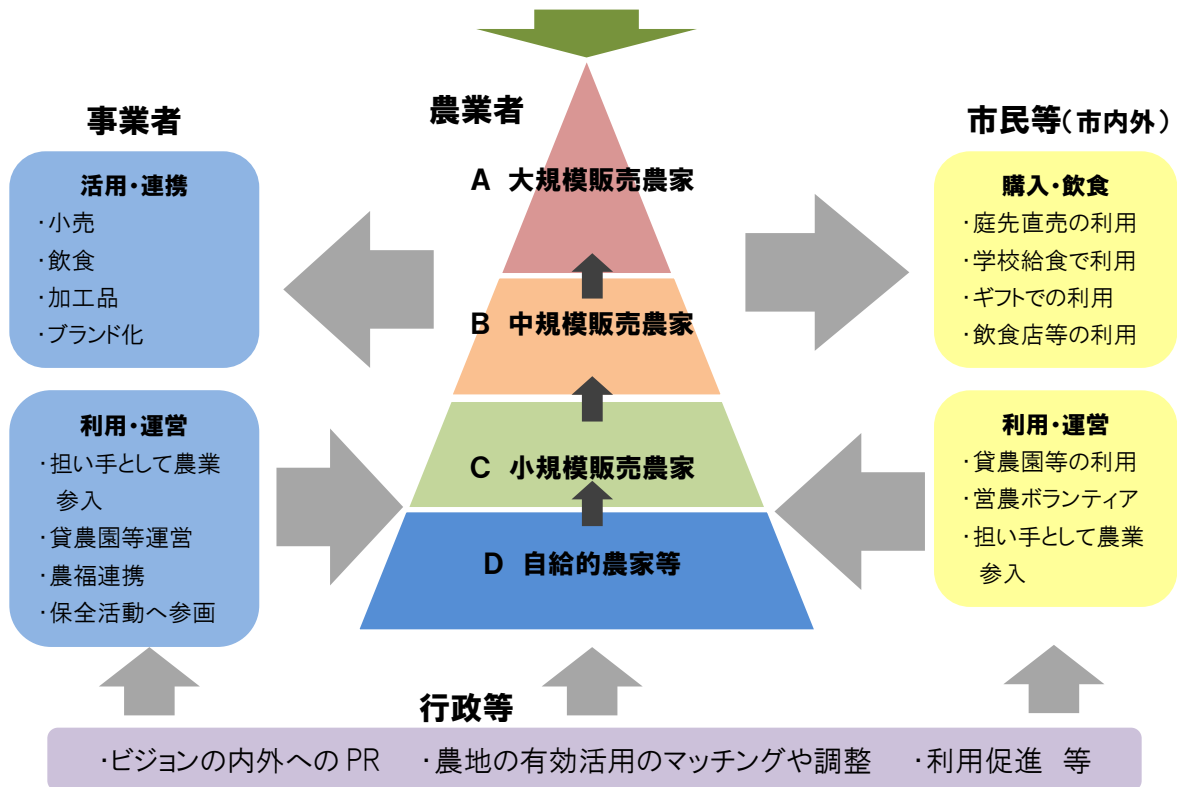 事業者
活用・連携
・小売
・飲食
・加工品
・ブランド化
利用・運営
・担い手として農業
参入
・貸農園等運営
・農福連携
・保全活動へ参画
農業者
A 大規模販売農家
B 中規模販売農家
C 小規模販売農家
D 自給的農家等
市民等(市内外)
購入・飲食
・庭先直売の利用
・学校給食で利用
・ギフトでの利用
・飲食店等の利用
利用・運営
・貸農園等の利用
・営農ボランティア
・担い手として農業
参入
行政等
・ビジョンの内外への PR ・農地の有効活用のマッチングや調整 ・利用促進 等